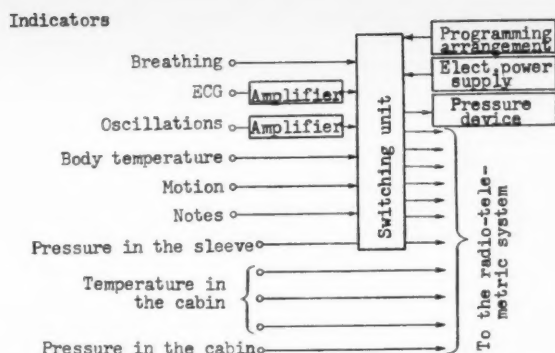 Indicators
Breathing
ECG
Amplifier
Oscillations
Amplifier
Body temperature
Motion
Notes
Pressure in the sleeve
Temperature in
the cabin
Pressure in the cabin
Switching unit
Programming
arrangement
Elect. power
supply
Pressure
device
To the radio-tele-
metric system